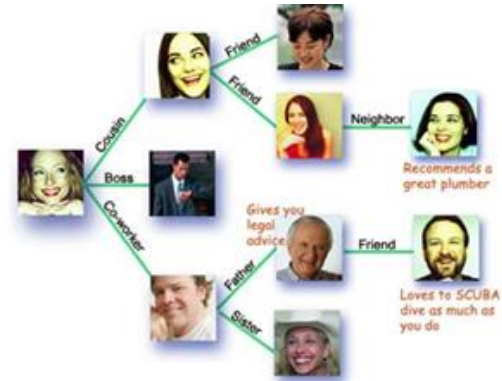 Friend
Friend
Cousin
Neighbor
Recommends a
great plumber
Boss
Co-worker
Gives you
legal
advice
Father
Friend
Sister
Loves to SCUBA
dive as much as
you do